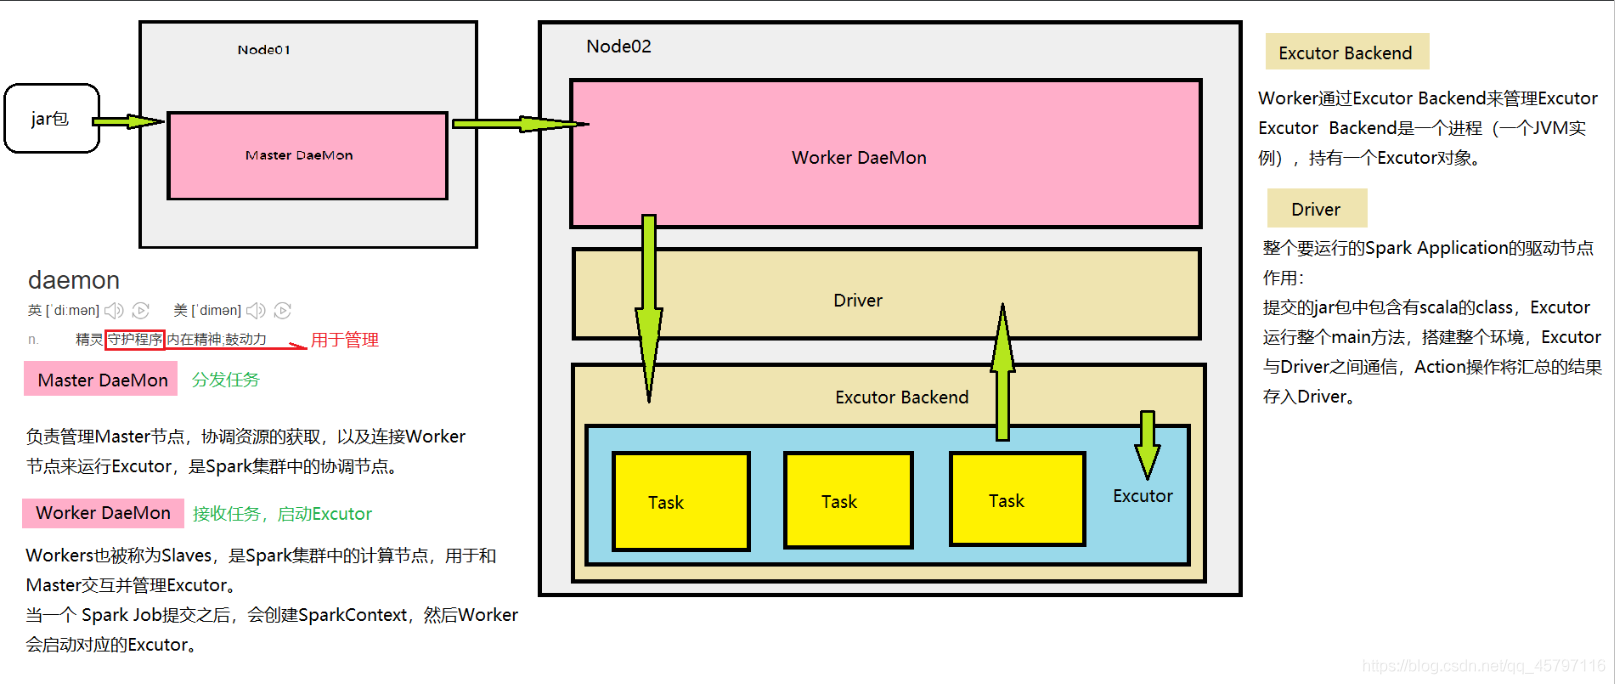 jar包
Node01
Master DaeMon
Node02
Worker DaeMon
Driver
Excutor Backend
Task
Task
Task
Excutor
daemon
英 [ˈdiːmən] 美 [ˈdimən]
n. 精灵 守护程序 内在精神;鼓动力
用于管理
Master DaeMon
分发任务
负责管理Master节点，协调资源的获取，以及连接Worker
节点来运行Excutor，是Spark集群中的协调节点。
Worker DaeMon
接收任务，启动Excutor
Workers也被称为Slaves，是Spark集群中的计算节点，用于和
Master交互并管理Excutor。
当一个 Spark Job提交之后，会创建SparkContext，然后Worker
会启动对应的Excutor。
Excutor Backend
Worker通过Excutor Backend来管理Excutor
Excutor Backend是一个进程（一个JVM实
例），持有一个Excutor对象。
Driver
整个要运行的Spark Application的驱动节点
作用：
提交的jar包中包含有scala的class，Excutor
运行整个main方法，搭建整个环境，Excutor
与Driver之间通信，Action操作将汇总的结果
存入Driver。
https://blog.csdn.net/qq_45797116